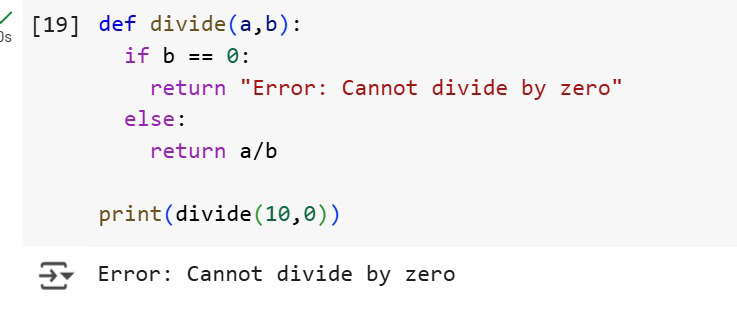 [19] def divide(a,b):
if b == 0:
return "Error: Cannot divide by zero"
else:
return a/b
print(divide(10,0))
Error: Cannot divide by zero